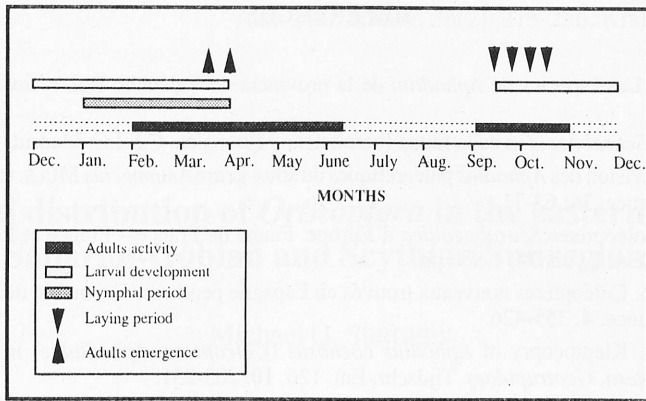 Dec. Jan. Feb. Mar. Apr. May June July Aug. Sep. Oct. Nov. Dec.
MONTHS
Adults activity
Larval development
Nymphal period
Laying period
Adults emergence